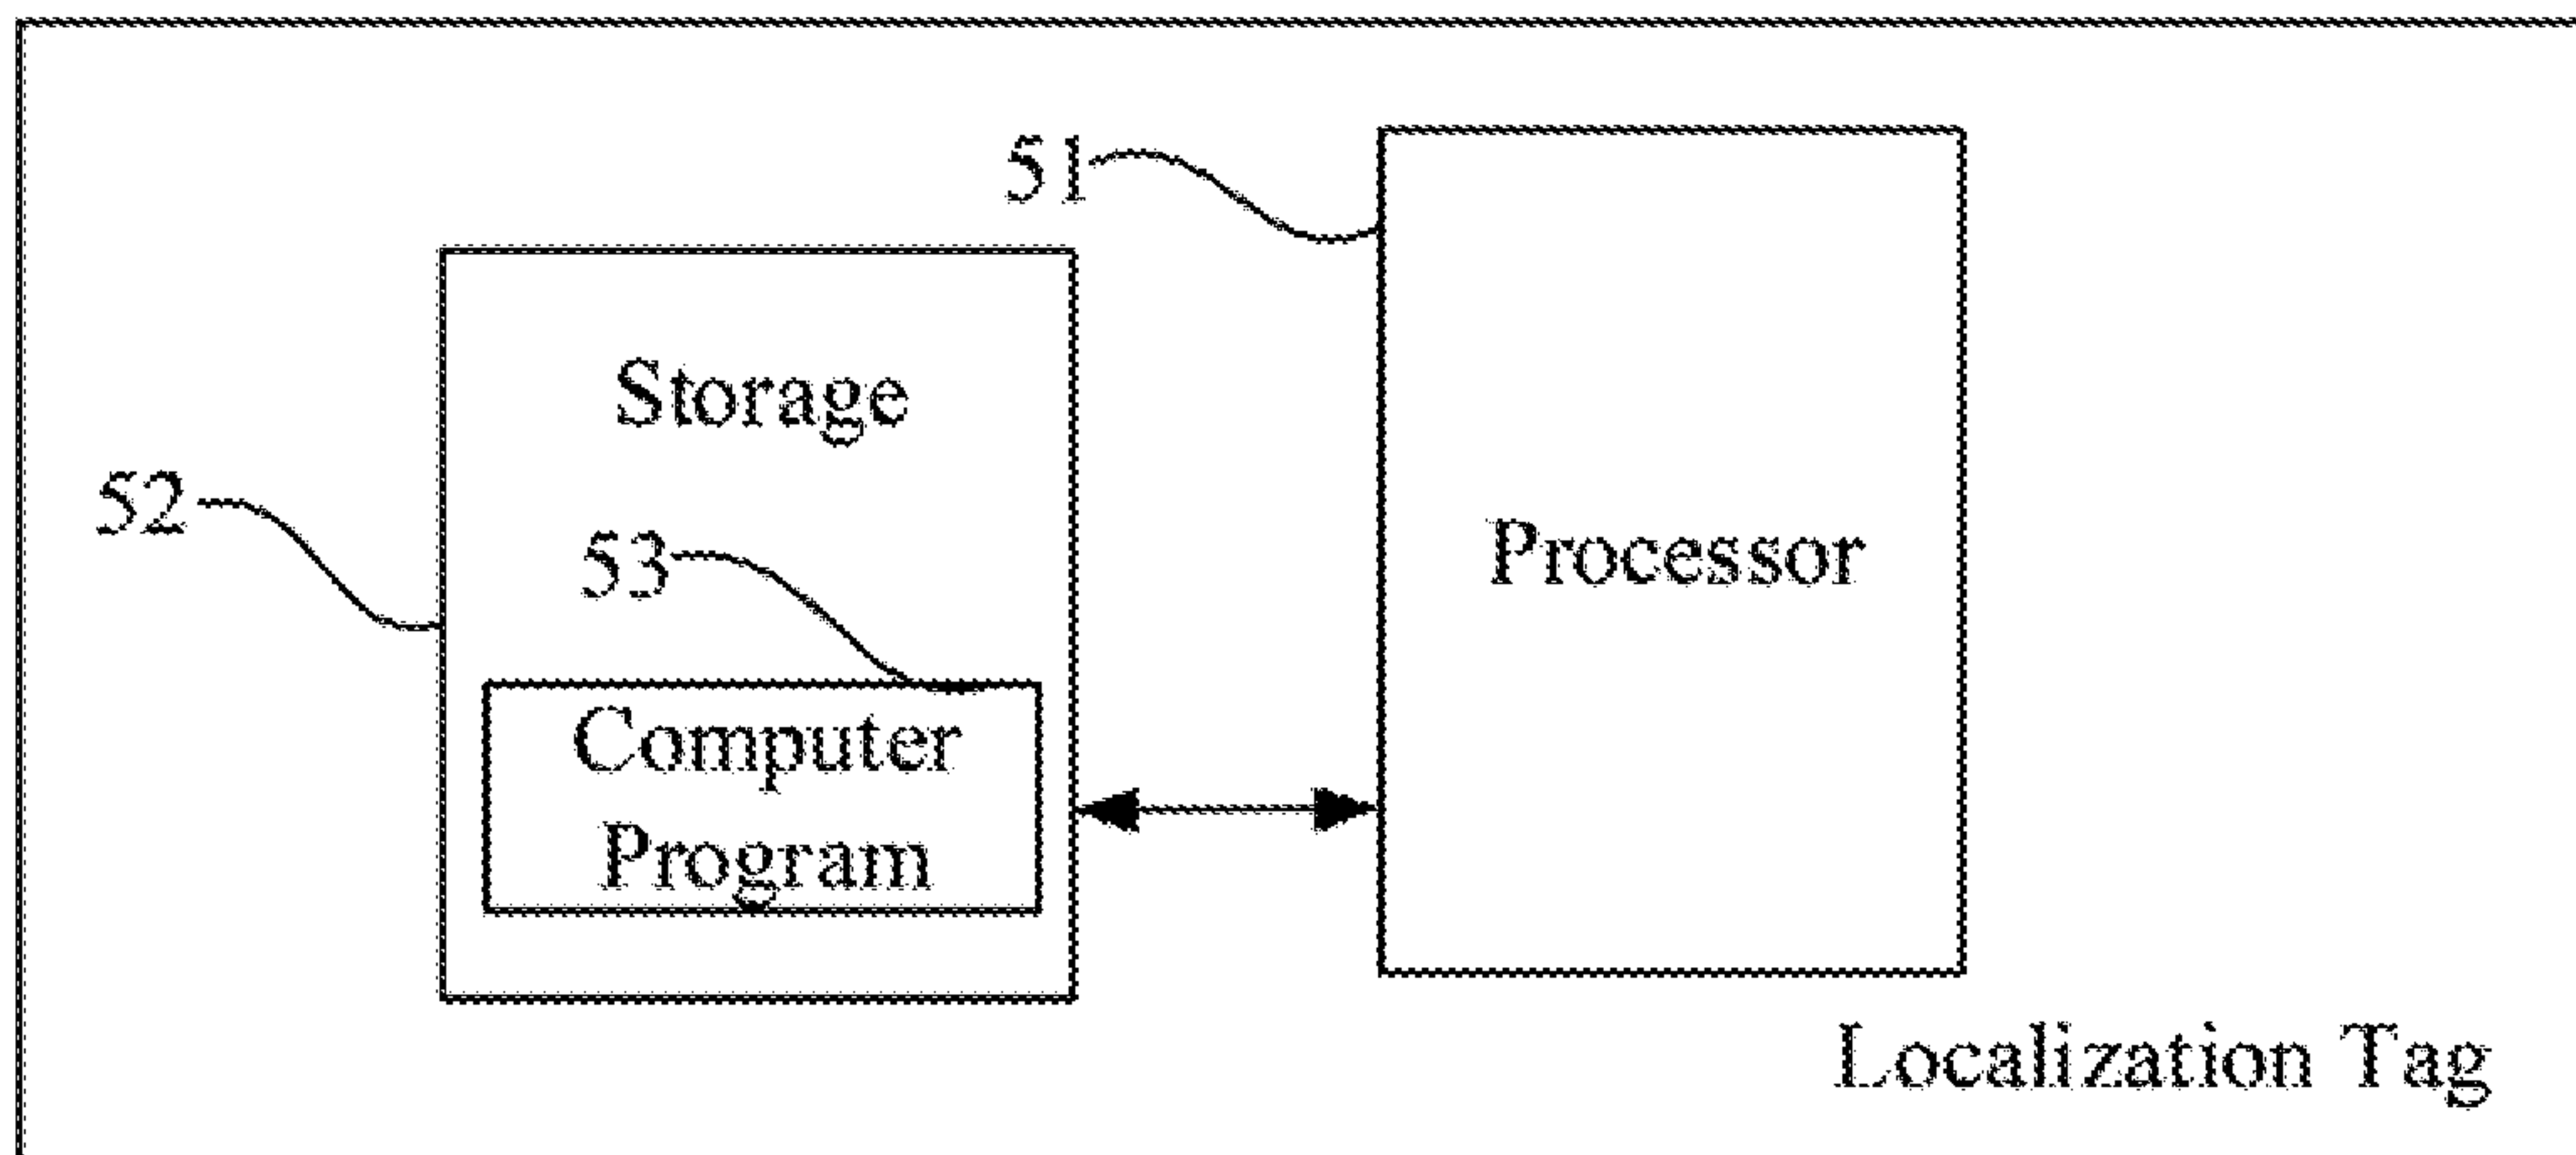 51
Storage
52
53
Processor
Computer
Program
Localization Tag